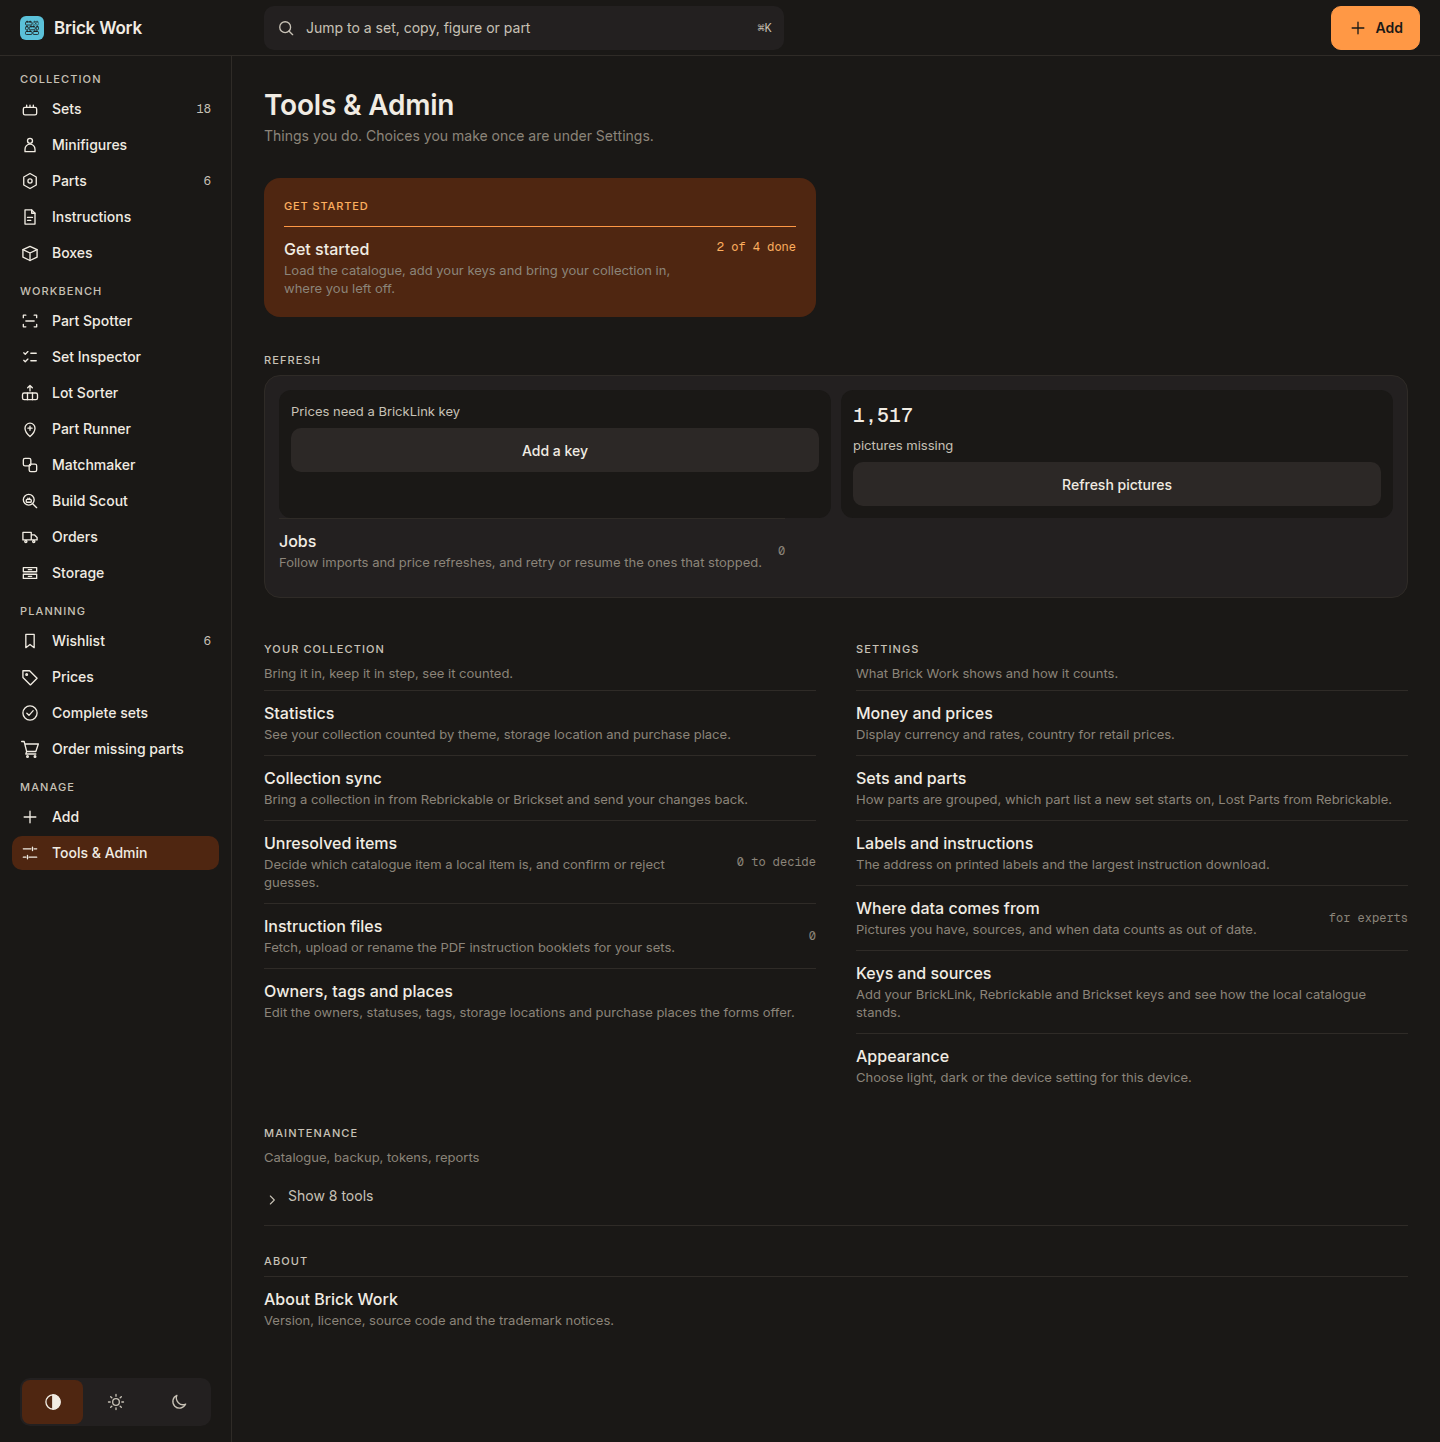 Brick Work
Jump to a set, copy, figure or part
⌘K
Add
COLLECTION
Sets
18
Minifigures
Parts
6
Instructions
Boxes
WORKBENCH
Part Spotter
Set Inspector
Lot Sorter
Part Runner
Matchmaker
Build Scout
Orders
Storage
PLANNING
Wishlist
6
Prices
Complete sets
Order missing parts
MANAGE
Add
Tools & Admin
Tools & Admin
Things you do. Choices you make once are under Settings.
GET STARTED
Get started
2 of 4 done
Load the catalogue, add your keys and bring your collection in,
where you left off.
REFRESH
Prices need a BrickLink key
Add a key
1,517
pictures missing
Refresh pictures
Jobs
0
Follow imports and price refreshes, and retry or resume the ones that stopped.
YOUR COLLECTION
Bring it in, keep it in step, see it counted.
Statistics
See your collection counted by theme, storage location and purchase place.
Collection sync
Bring a collection in from Rebrickable or Brickset and send your changes back.
Unresolved items
Decide which catalogue item a local item is, and confirm or reject
guesses.
0 to decide
Instruction files
Fetch, upload or rename the PDF instruction booklets for your sets.
0
Owners, tags and places
Edit the owners, statuses, tags, storage locations and purchase places the forms offer.
SETTINGS
What Brick Work shows and how it counts.
Money and prices
Display currency and rates, country for retail prices.
Sets and parts
How parts are grouped, which part list a new set starts on, Lost Parts from Rebrickable.
Labels and instructions
The address on printed labels and the largest instruction download.
Where data comes from
Pictures you have, sources, and when data counts as out of date.
for experts
Keys and sources
Add your BrickLink, Rebrickable and Brickset keys and see how the local catalogue
stands.
Appearance
Choose light, dark or the device setting for this device.
MAINTENANCE
Catalogue, backup, tokens, reports
Show 8 tools
ABOUT
About Brick Work
Version, licence, source code and the trademark notices.